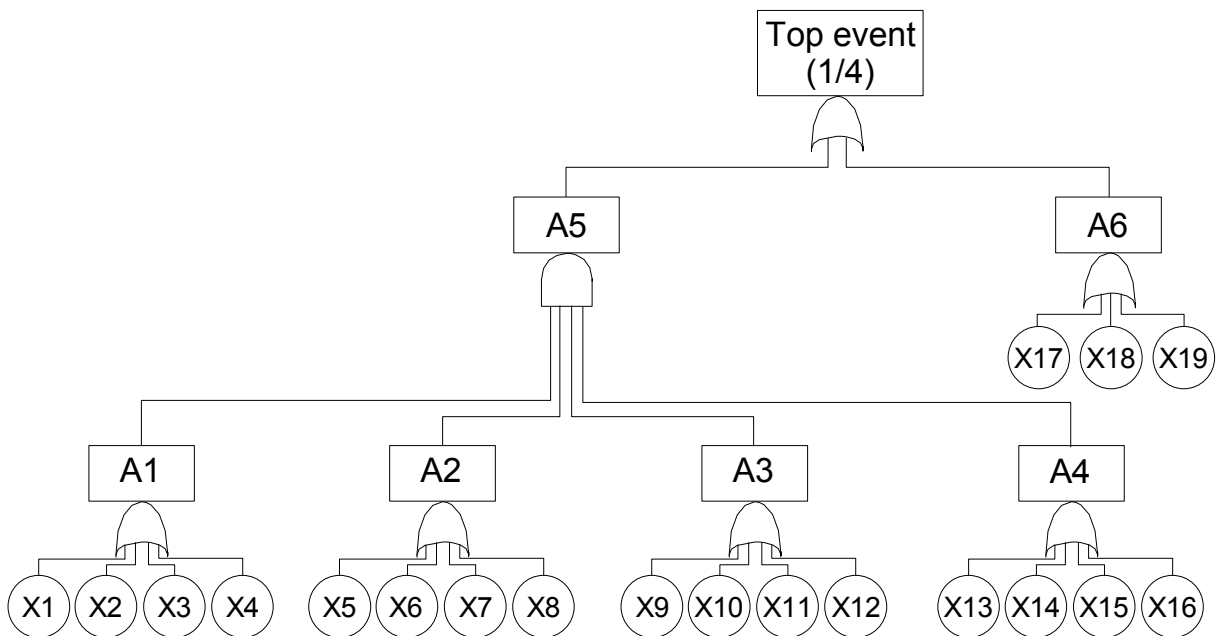 Top event
(1/4)
A5
A6
X17
X18
X19
A1
A2
A3
A4
X1
X2
X3
X4
X5
X6
X7
X8
X9
X10
X11
X12
X13
X14
X15
X16